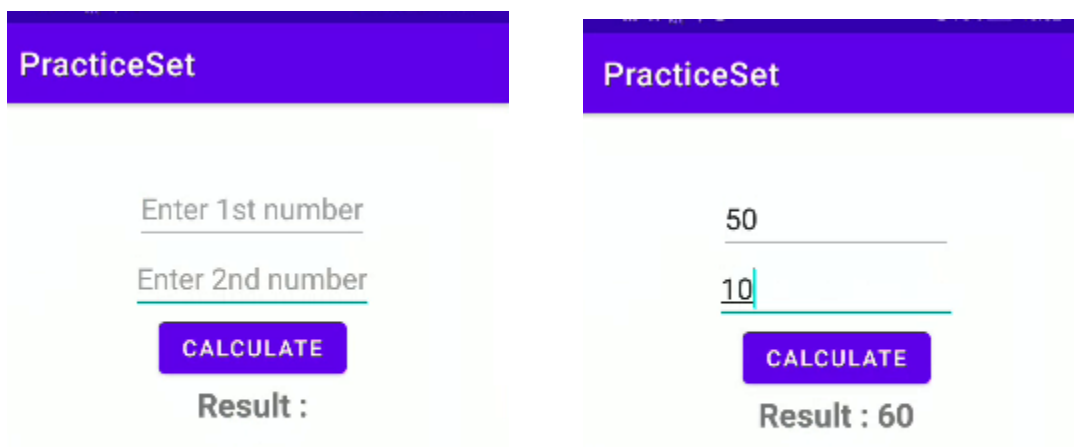 PracticeSet
Enter 1st number
Enter 2nd number
CALCULATE
Result :
PracticeSet
50
10
CALCULATE
Result : 60